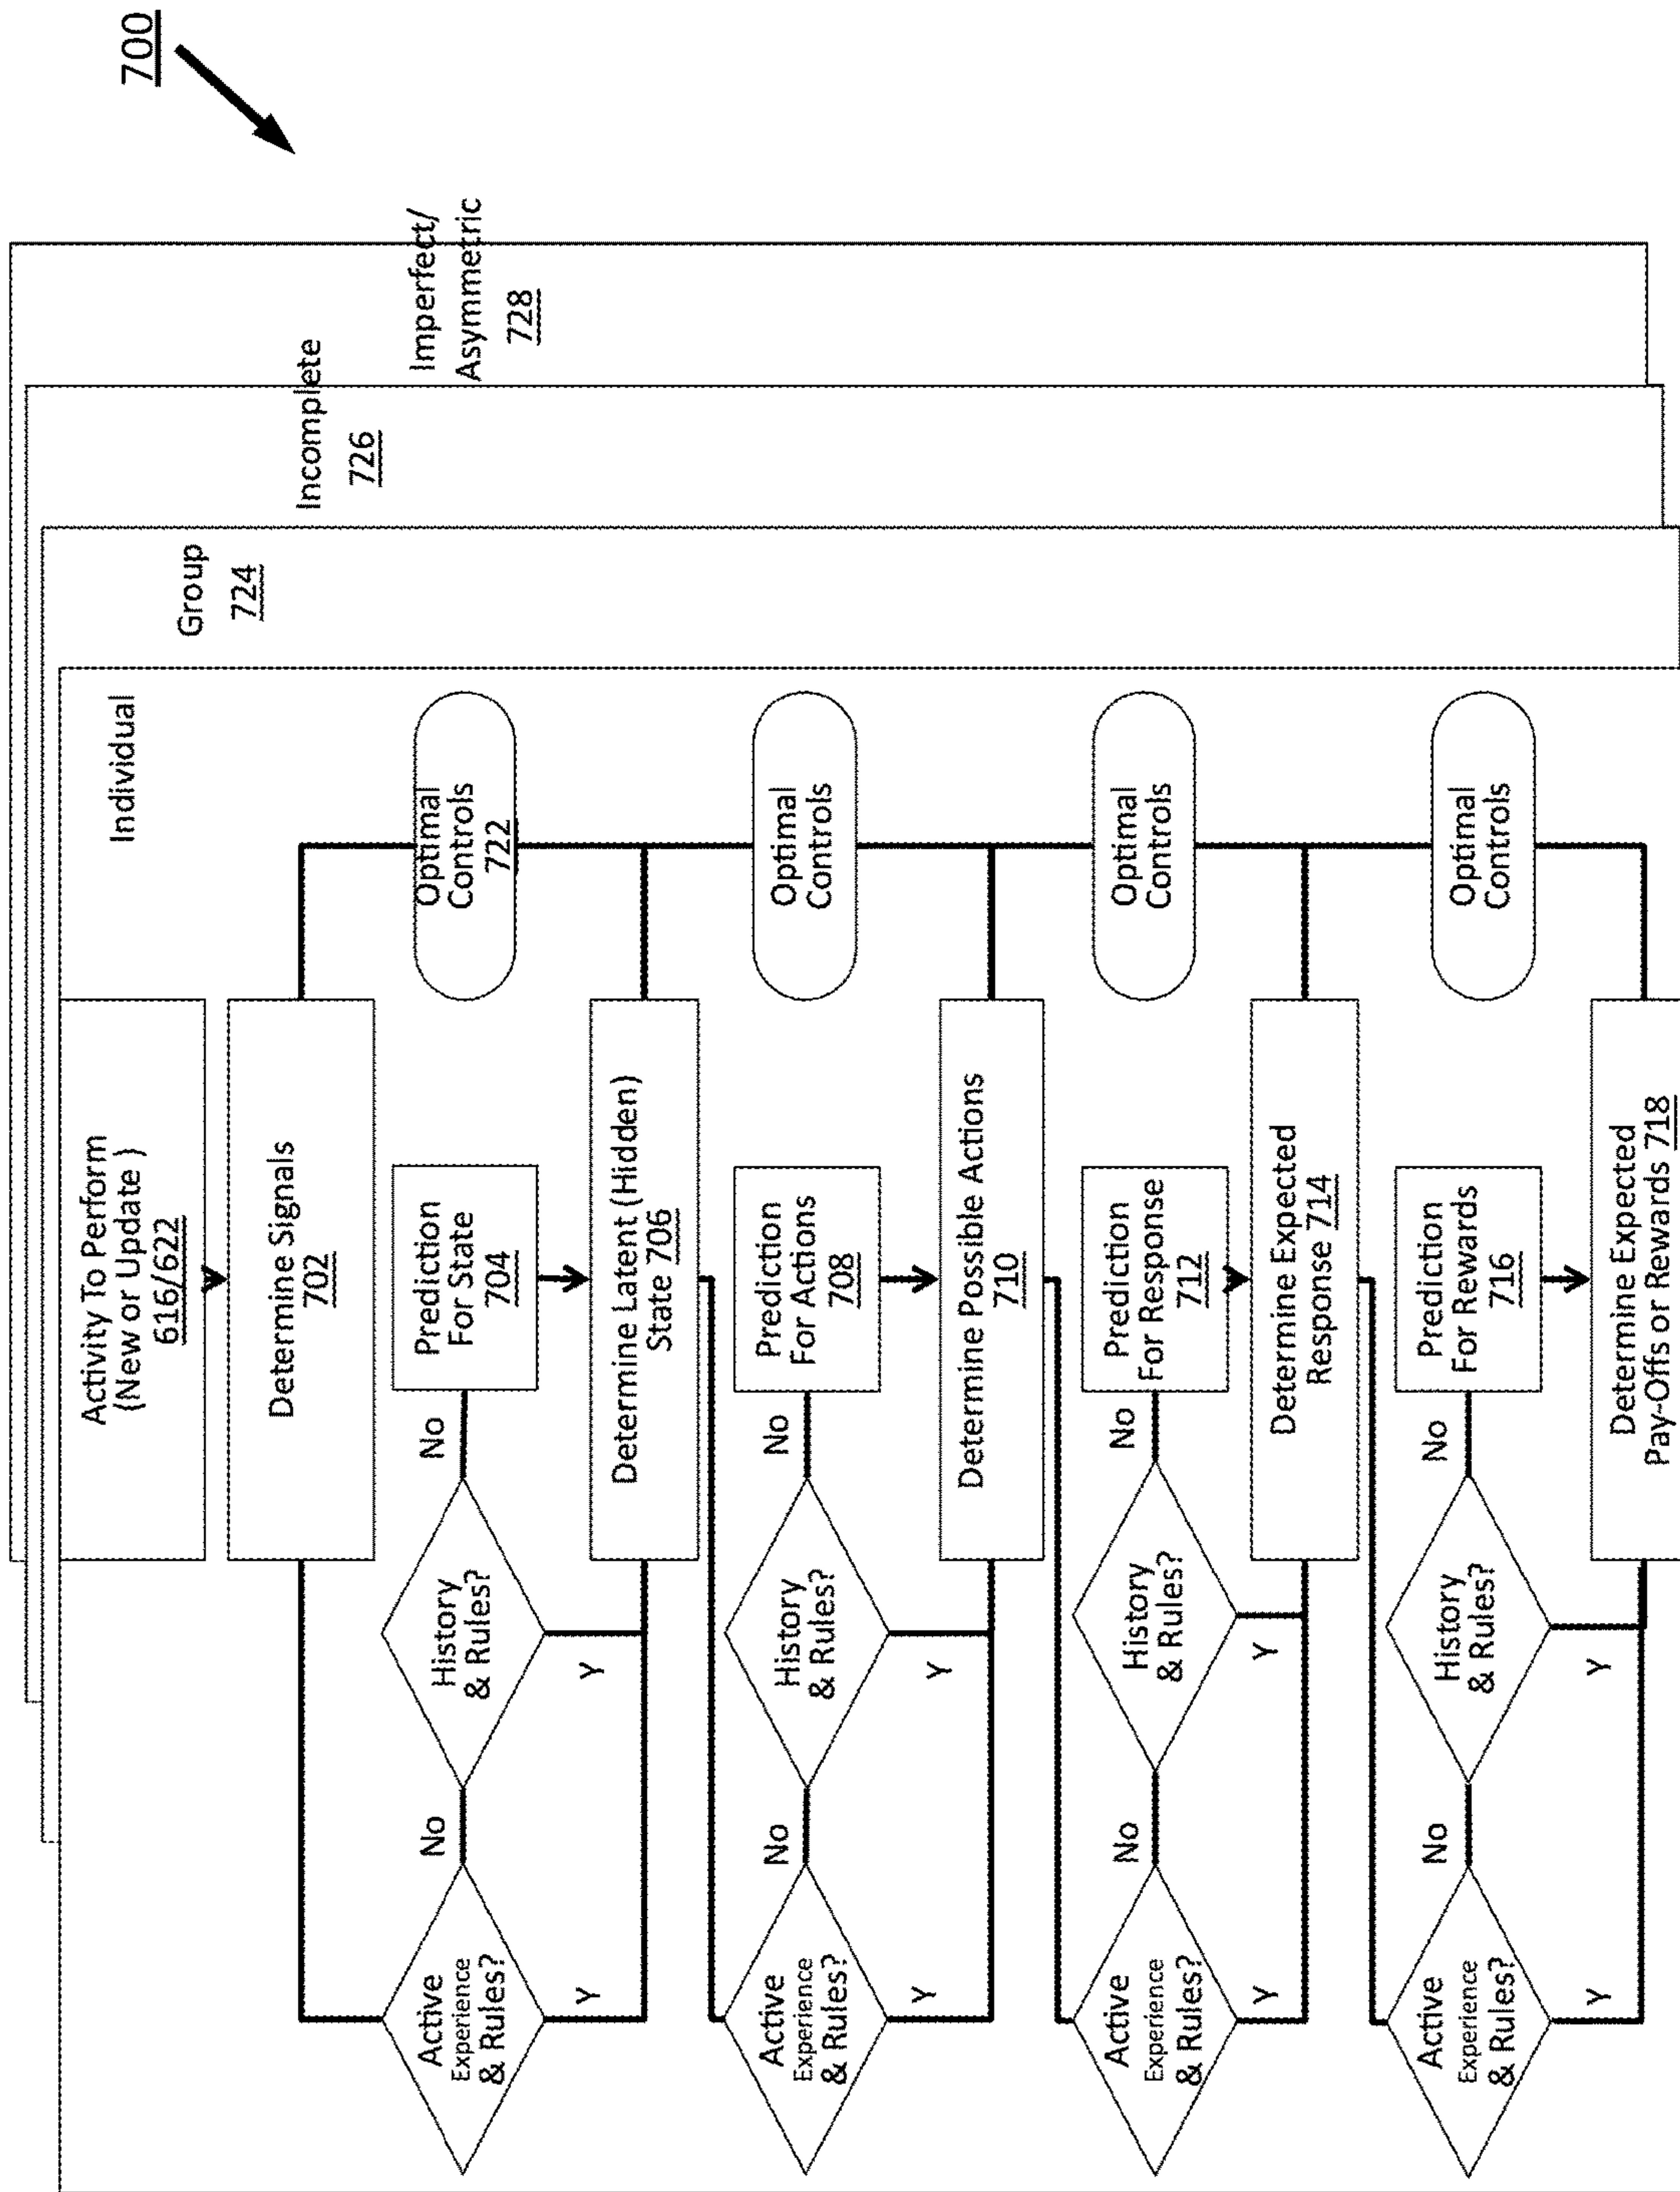 700
Imperfect/
Asymmetric
728
Incomplete
726
Group
724
Individual
Activity To Perform
(New or Update )
616/622
Determine Signals
702
Active
Experience
& Rules?
No
Y
History
& Rules?
No
Y
Prediction
For State
704
Optimal
Controls
722
Determine Latent (Hidden)
State 706
Active
Experience
& Rules?
No
Y
History
& Rules?
No
Y
Prediction
For Actions
708
Optimal
Controls
Determine Possible Actions
710
Active
Experience
& Rules?
No
Y
History
& Rules?
No
Y
Prediction
For Response
712
Optimal
Controls
Determine Expected
Response 714
Active
Experience
& Rules?
No
Y
History
& Rules?
No
Y
Prediction
For Rewards
716
Optimal
Controls
Determine Expected
Pay-Offs or Rewards 718